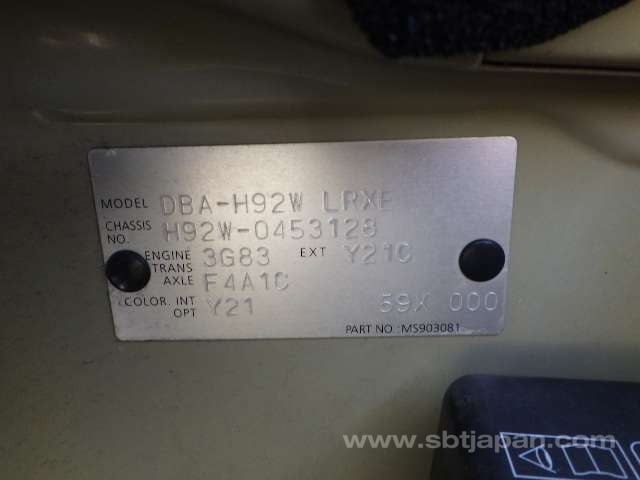 MODEL DBA-H92W LRXE
CHASSIS NO. H92W-0453128
ENGINE 3G83 EXT Y21C
TRANS AXLE F4A1C
COLOR. INT Y21 59X 000
OPT
PART NO.:MS903081
www.sbtjapan.com